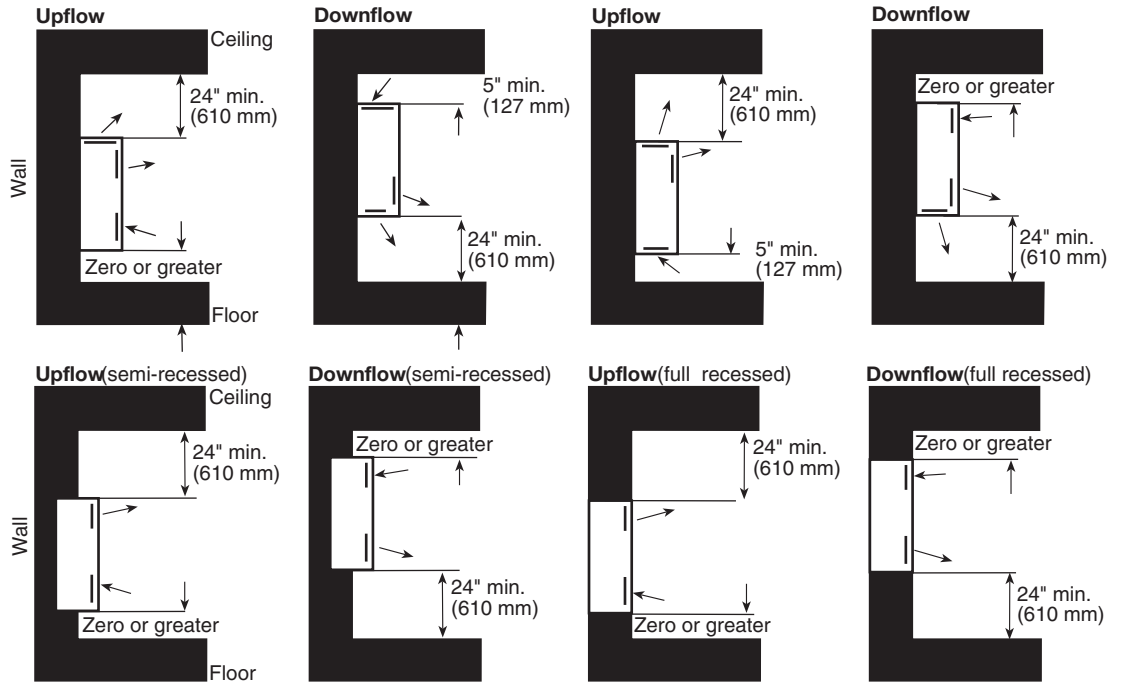 Upflow
Ceiling
24" min.
(610 mm)
Wall
Zero or greater
Floor
Downflow
5" min.
(127 mm)
24" min.
(610 mm)
Upflow
24" min.
(610 mm)
5" min.
(127 mm)
Downflow
Zero or greater
24" min.
(610 mm)
Upflow(semi-recessed)
Ceiling
24" min.
(610 mm)
Wall
Zero or greater
Floor
Downflow(semi-recessed)
Zero or greater
24" min.
(610 mm)
Upflow(full recessed)
24" min.
(610 mm)
Zero or greater
Downflow(full recessed)
Zero or greater
24" min.
(610 mm)